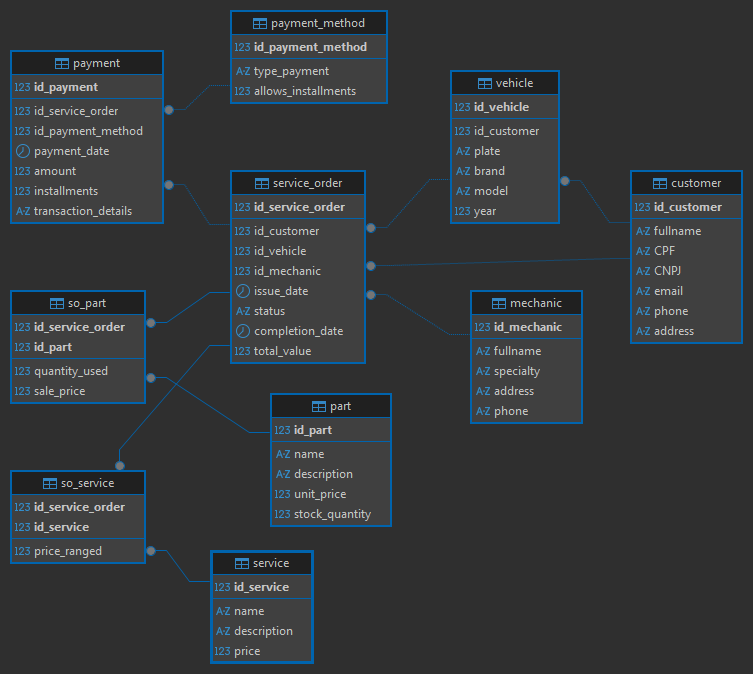 payment_method
123 id_payment_method
A-Z type_payment
123 allows_installments
payment
123 id_payment
123 id_service_order
123 id_payment_method
payment_date
123 amount
123 installments
A-Z transaction_details
vehicle
123 id_vehicle
123 id_customer
A-Z plate
A-Z brand
A-Z model
123 year
service_order
123 id_service_order
123 id_customer
123 id_vehicle
123 id_mechanic
issue_date
A-Z status
completion_date
123 total_value
customer
123 id_customer
A-Z fullname
A-Z CPF
A-Z CNPJ
A-Z email
A-Z phone
A-Z address
so_part
123 id_service_order
123 id_part
123 quantity_used
123 sale_price
mechanic
123 id_mechanic
A-Z fullname
A-Z specialty
A-Z address
A-Z phone
part
123 id_part
A-Z name
A-Z description
123 unit_price
123 stock_quantity
so_service
123 id_service_order
123 id_service
123 price_ranged
service
123 id_service
A-Z name
A-Z description
123 price